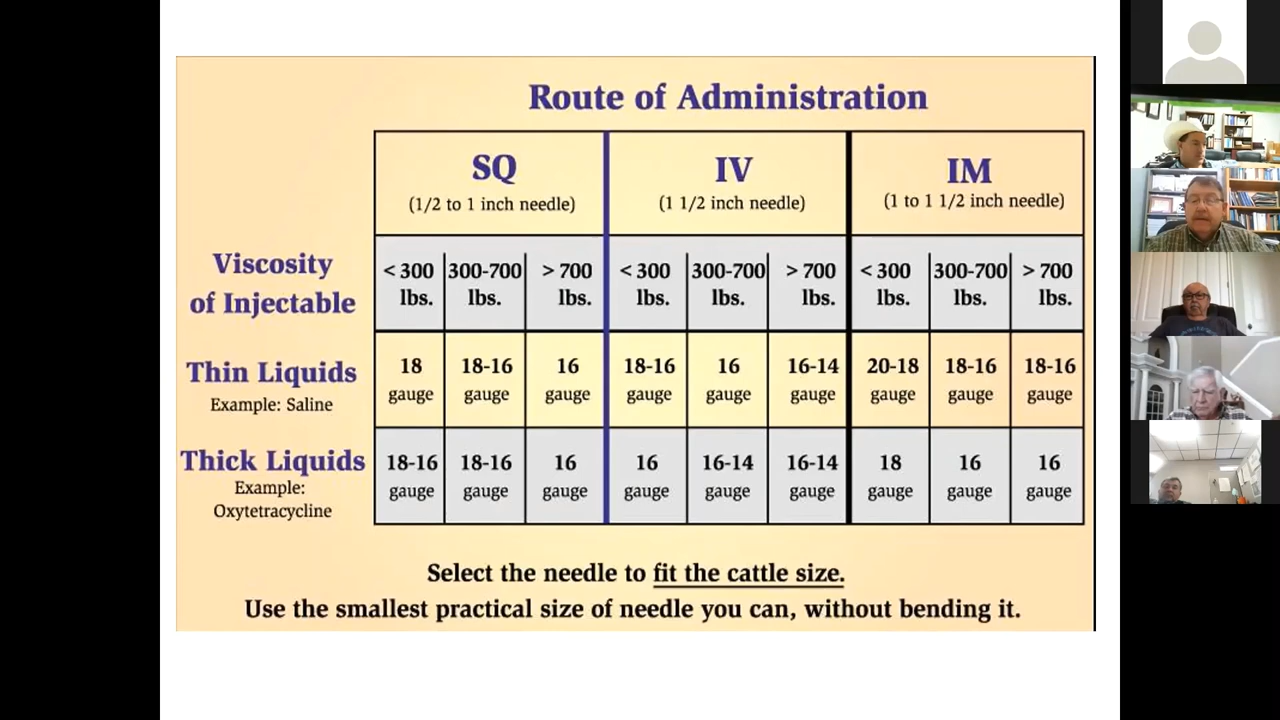 Route of Administration
SQ IV IM
(1/2 to 1 inch needle) (1 1/2 inch needle) (1 to 1 1/2 inch needle)
Viscosity
of Injectable
< 300 300-700 > 700 < 300 300-700 > 700 < 300 300-700 > 700
lbs. lbs. lbs. lbs. lbs. lbs. lbs. lbs. lbs.
Thin Liquids 18 18-16 16 18-16 16 16-14 20-18 18-16 18-16
Example: Saline gauge gauge gauge gauge gauge gauge gauge gauge gauge
Thick Liquids 18-16 18-16 16 16 16-14 16-14 18 16 16
Example: gauge gauge gauge gauge gauge gauge gauge gauge gauge
Oxytetracycline
Select the needle to fit the cattle size.
Use the smallest practical size of needle you can, without bending it.